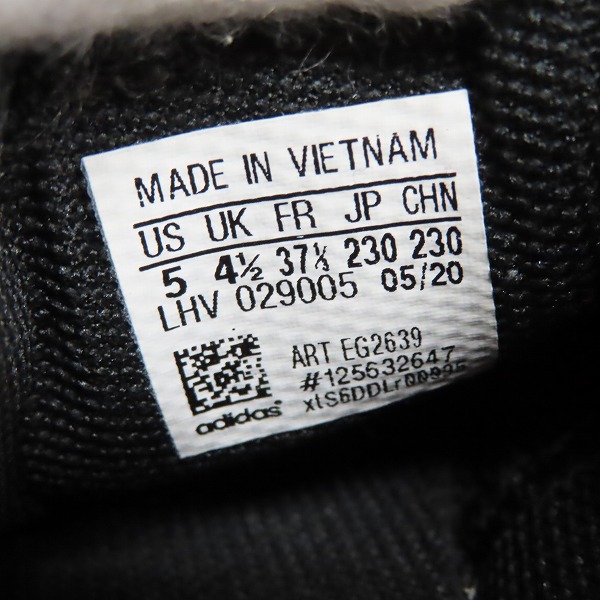 MADE IN VIETNAM
US UK FR JP CHN
5 4½ 37⅓ 230 230
LHV 029005 05/20
ART EG2639
#125632647
adidas